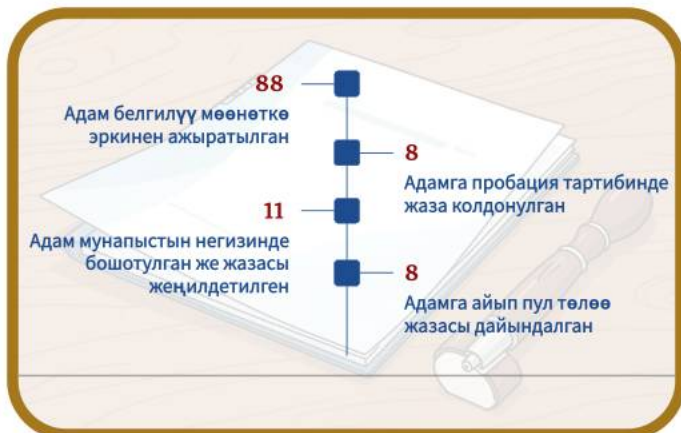 88
Адам белгилүү мөөнөткө
эркинен ажыратылган
8
Адамга пробация тартибинде
жаза колдонулган
11
Адам мунапыстын негизинде
бошотулган же жазасы
жеңилдетилген
8
Адамга айып пул төлөө
жазасы дайындалган